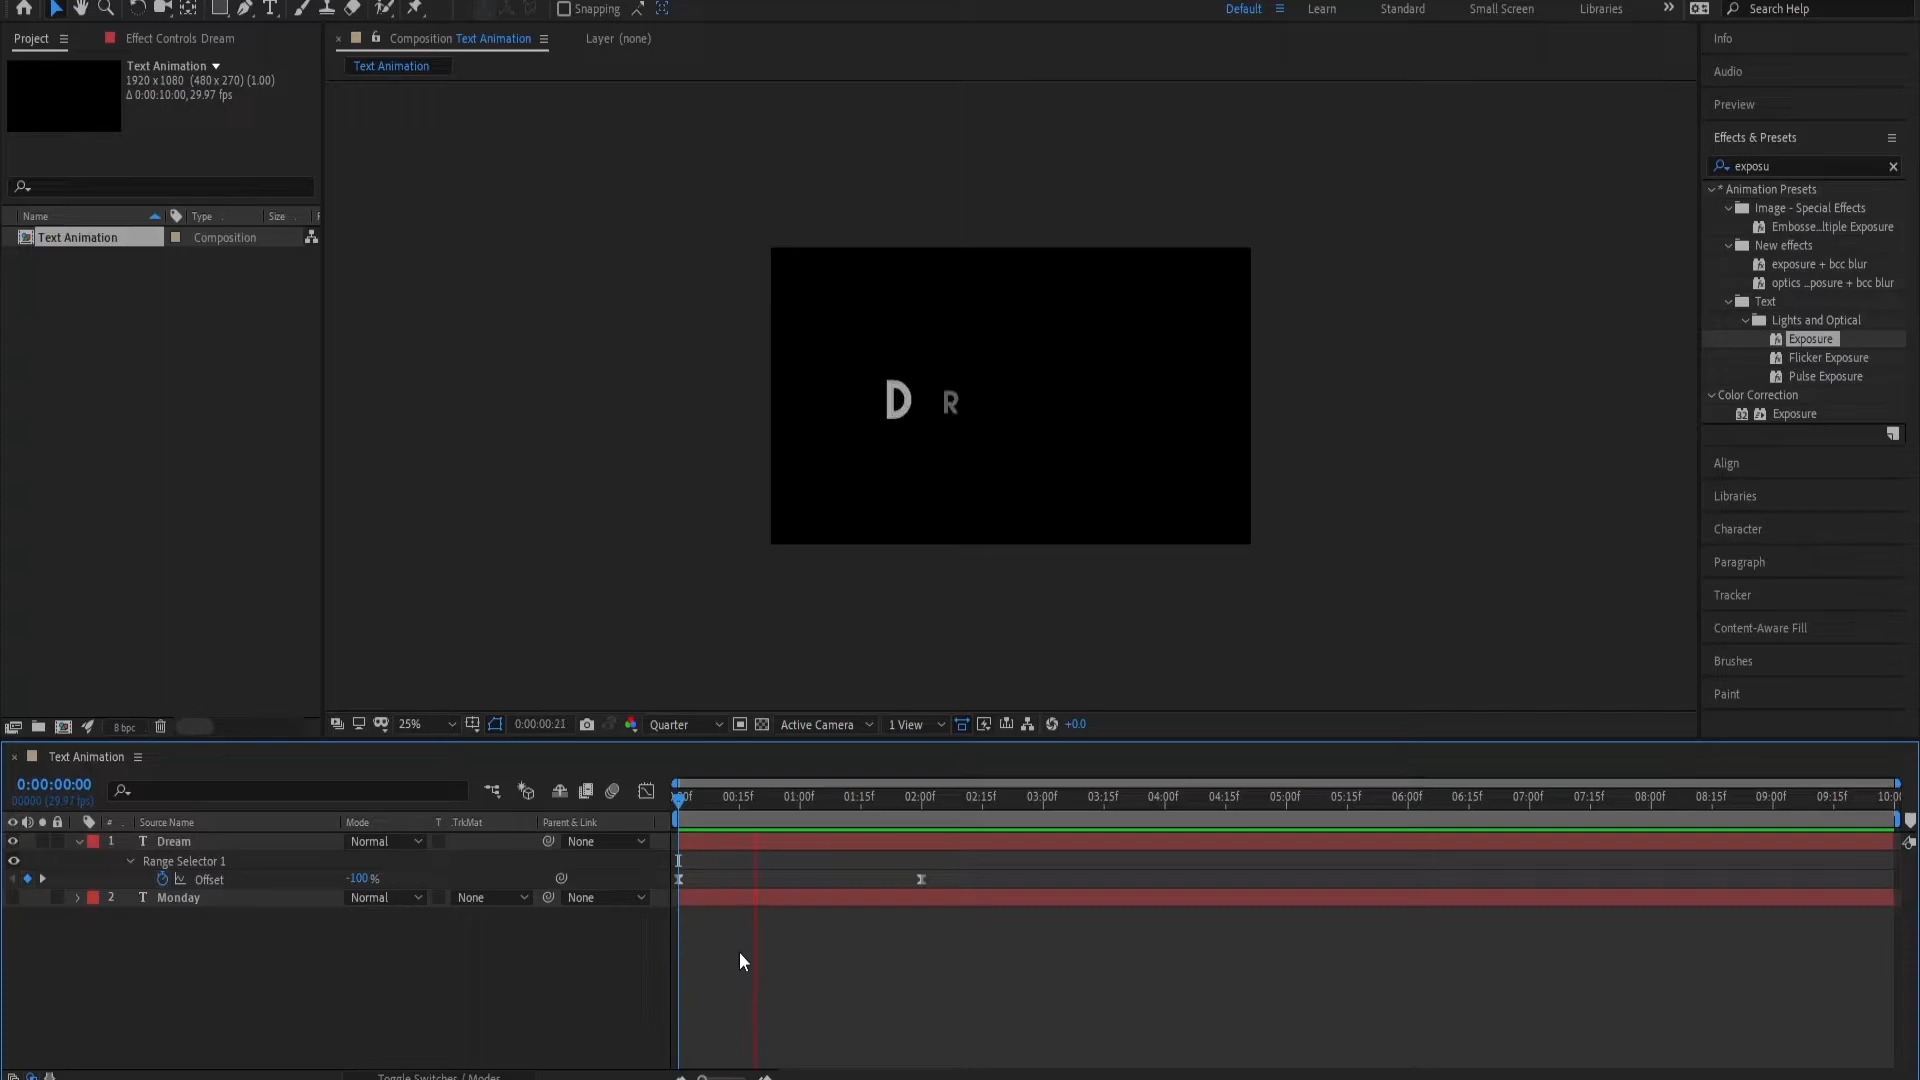 Snapping
Default
Learn
Standard
Small Screen
Libraries
Search Help
Project
Effect Controls Dream
Composition Text Animation
Layer (none)
Info
Text Animation
1920 x 1080 (480 x 270) (1.00)
Δ 0:00:10:00, 29.97 fps
Text Animation
Audio
Preview
Effects & Presets
exposu
* Animation Presets
Image - Special Effects
Embosse...ltiple Exposure
New effects
exposure + bcc blur
optics ...posure + bcc blur
Text
Lights and Optical
Exposure
Flicker Exposure
Pulse Exposure
Color Correction
Exposure
Name
Type
Size
Text Animation
Composition
D R
Align
Libraries
Character
Paragraph
Tracker
Content-Aware Fill
Brushes
Paint
8 bpc
25%
0:00:00:21
Quarter
Active Camera
1 View
+0.0
Text Animation
0:00:00:00
00000 (29.97 fps)
00f 00:15f 01:00f 01:15f 02:00f 02:15f 03:00f 03:15f 04:00f 04:15f 05:00f 05:15f 06:00f 06:15f 07:00f 07:15f 08:00f 08:15f 09:00f 09:15f 10:00
# Source Name Mode T .TrkMat Parent & Link
1 T Dream Normal None
Range Selector 1
Offset -100 %
2 T Monday Normal None None
Toggle Switches / Modes